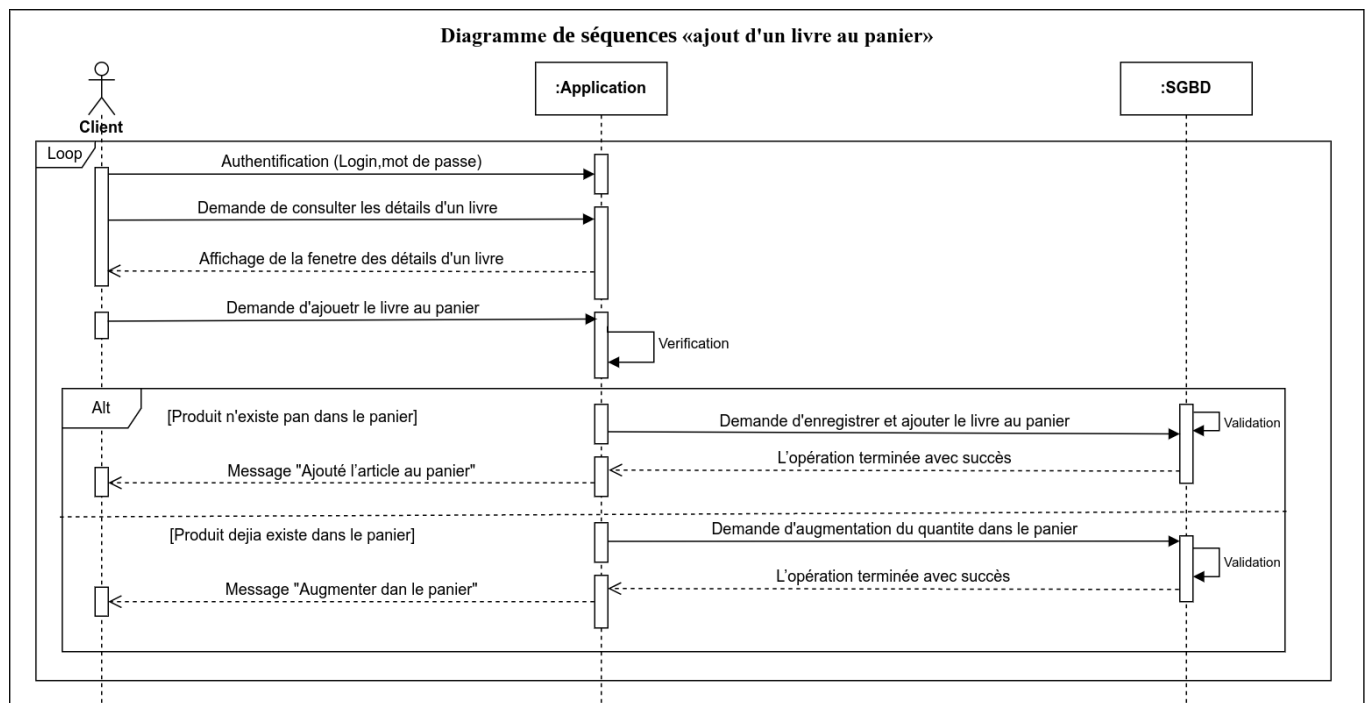 Diagramme de séquences «ajout d'un livre au panier»
:Application
:SGBD
Client
Loop
Authentification (Login,mot de passe)
Demande de consulter les détails d'un livre
Affichage de la fenetre des détails d'un livre
Demande d'ajouetr le livre au panier
Verification
Alt
[Produit n'existe pan dans le panier]
Demande d'enregistrer et ajouter le livre au panier
Validation
L'opération terminée avec succès
Message "Ajouté l'article au panier"
[Produit dejia existe dans le panier]
Demande d'augmentation du quantite dans le panier
Validation
L'opération terminée avec succès
Message "Augmenter dan le panier"